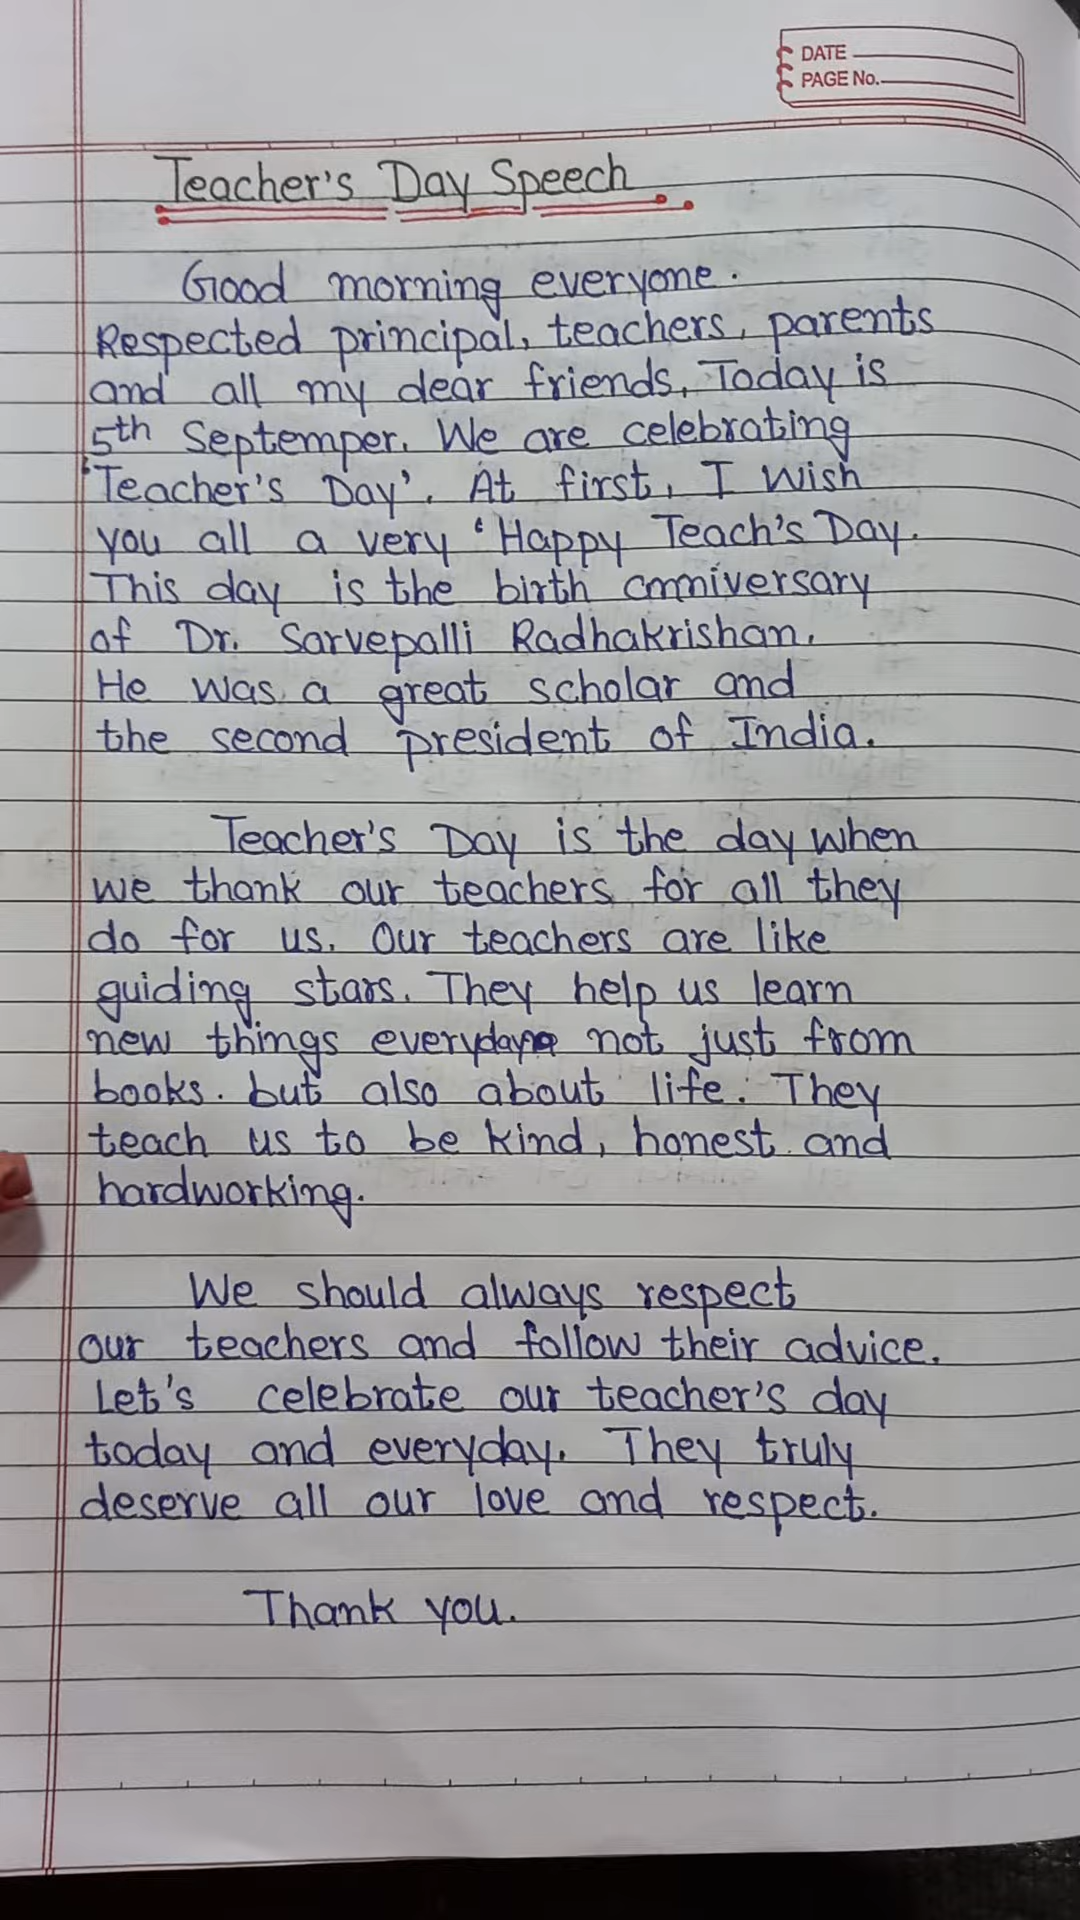 DATE
PAGE No.
Teacher's Day Speech
Good morning everyone.
Respected principal, teachers, parents
and all my dear friends, Today is
5th Septemper. We are celebrating
'Teacher's Day'. At first, I wish
you all a very 'Happy Teach's Day.
This day is the birth anniversary
of Dr. Sarvepalli Radhakrishan.
He was a great scholar and
the second president of India.
Teacher's Day is the day when
we thank our teachers for all they
do for us. Our teachers are like
guiding stars. They help us learn
new things everyday not just from
books. but also about life. They
teach us to be kind, honest and
hardworking.
We should always respect
our teachers and follow their advice.
Let's celebrate our teacher's day
today and everyday. They truly
deserve all our love and respect.
Thank you.